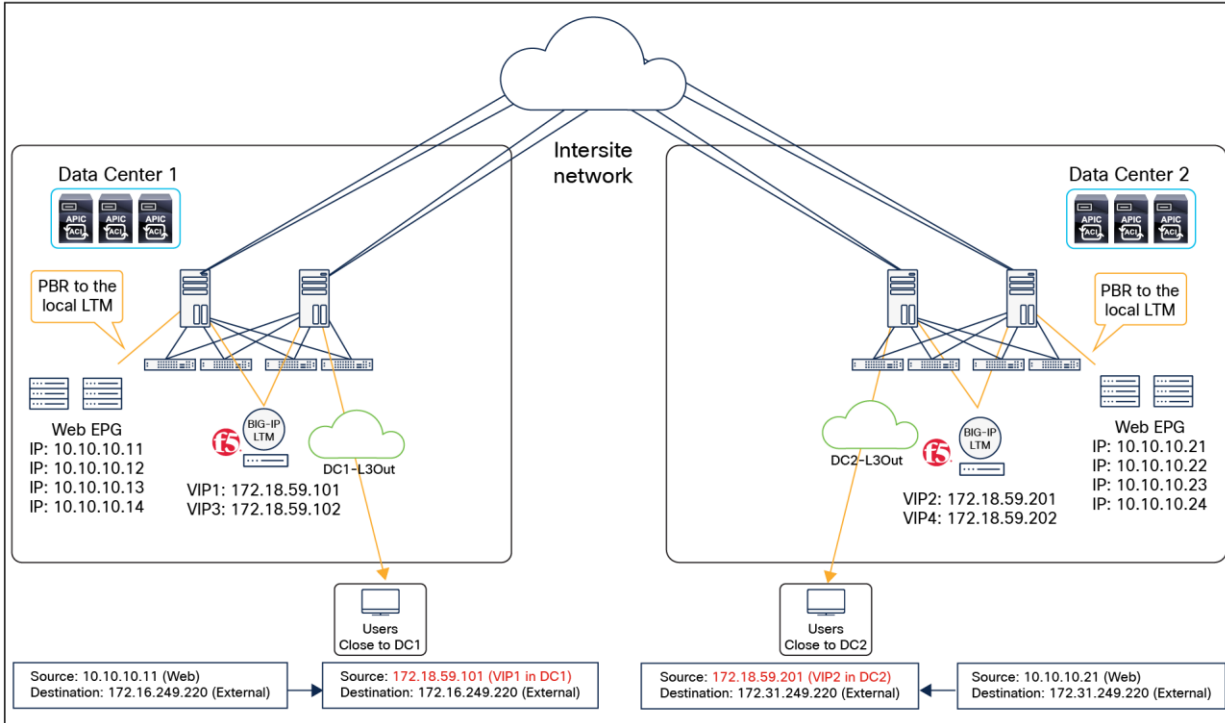 Intersite
network
Data Center 1
APIC
ACI
APIC
ACI
APIC
ACI
PBR to the
local LTM
Web EPG
IP: 10.10.10.11
IP: 10.10.10.12
IP: 10.10.10.13
IP: 10.10.10.14
f5
BIG-IP
LTM
VIP1: 172.18.59.101
VIP3: 172.18.59.102
DC1-L3Out
Users
Close to DC1
Source: 10.10.10.11 (Web)
Destination: 172.16.249.220 (External)
Source: 172.18.59.101 (VIP1 in DC1)
Destination: 172.16.249.220 (External)
Data Center 2
APIC
ACI
APIC
ACI
APIC
ACI
PBR to the
local LTM
DC2-L3Out
f5
BIG-IP
LTM
VIP2: 172.18.59.201
VIP4: 172.18.59.202
Web EPG
IP: 10.10.10.21
IP: 10.10.10.22
IP: 10.10.10.23
IP: 10.10.10.24
Users
Close to DC2
Source: 172.18.59.201 (VIP2 in DC2)
Destination: 172.31.249.220 (External)
Source: 10.10.10.21 (Web)
Destination: 172.31.249.220 (External)